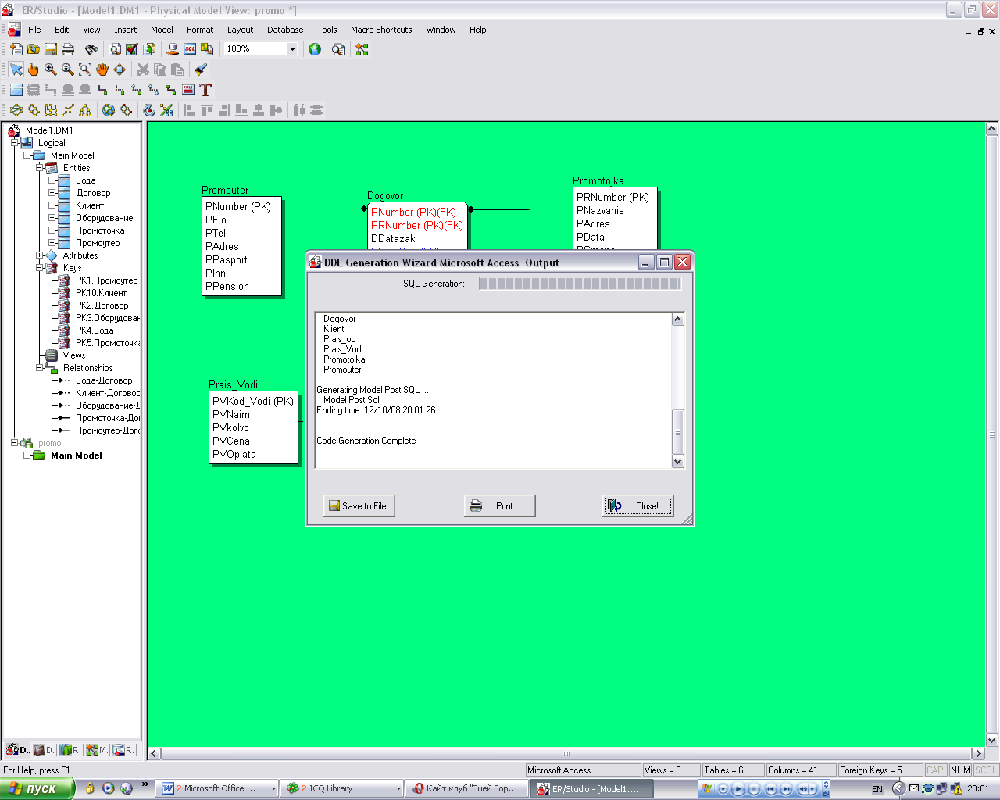 ER/Studio - [Model1.DM1 - Physical Model View: promo *]
File Edit View Insert Model Format Layout Database Tools Macro Shortcuts Window Help
SQL 100%
TITLE T
Model1.DM1
Logical
Main Model
Entities
Вода
Договор
Клиент
Оборудование
Промоточка
Промоутер
Attributes
Keys
PK1.Промоутер
PK10.Клиент
PK2.Договор
PK3.Оборудован
PK4.Вода
PK5.Промоточка
Views
Relationships
Вода-Договор
Клиент-Договор
Оборудование-Д
Промоточка-До
Промоутер-Дого
promo
Main Model
D.. D. R. M. R.
Promouter
PNumber (PK)
PFio
PTel
PAdres
PPasport
PInn
PPension
Dogovor
PNumber (PK)(FK)
PRNumber (PK)(FK)
DDatazak
Promotojka
PRNumber (PK)
PNazvanie
PAdres
PData
Prais_Vodi
PVKod_Vodi (PK)
PVNaim
PVkolvo
PVCena
PVOplata
DDL Generation Wizard Microsoft Access Output
SQL Generation:
Dogovor
Klient
Prais_ob
Prais_Vodi
Promotojka
Promouter
Generating Model Post SQL ...
Model Post Sql
Ending time: 12/10/08 20:01:26
Code Generation Complete
Save to File.. Print... Close!
For Help, press F1 Microsoft Access Views = 0 Tables = 6 Columns = 41 Foreign Keys = 5 CAP NUM SCRL
пуск » 2 Microsoft Office ... 2 ICQ Library Кайт клуб "Змей Гор... ER/Studio - [Model1.... EN 20:01